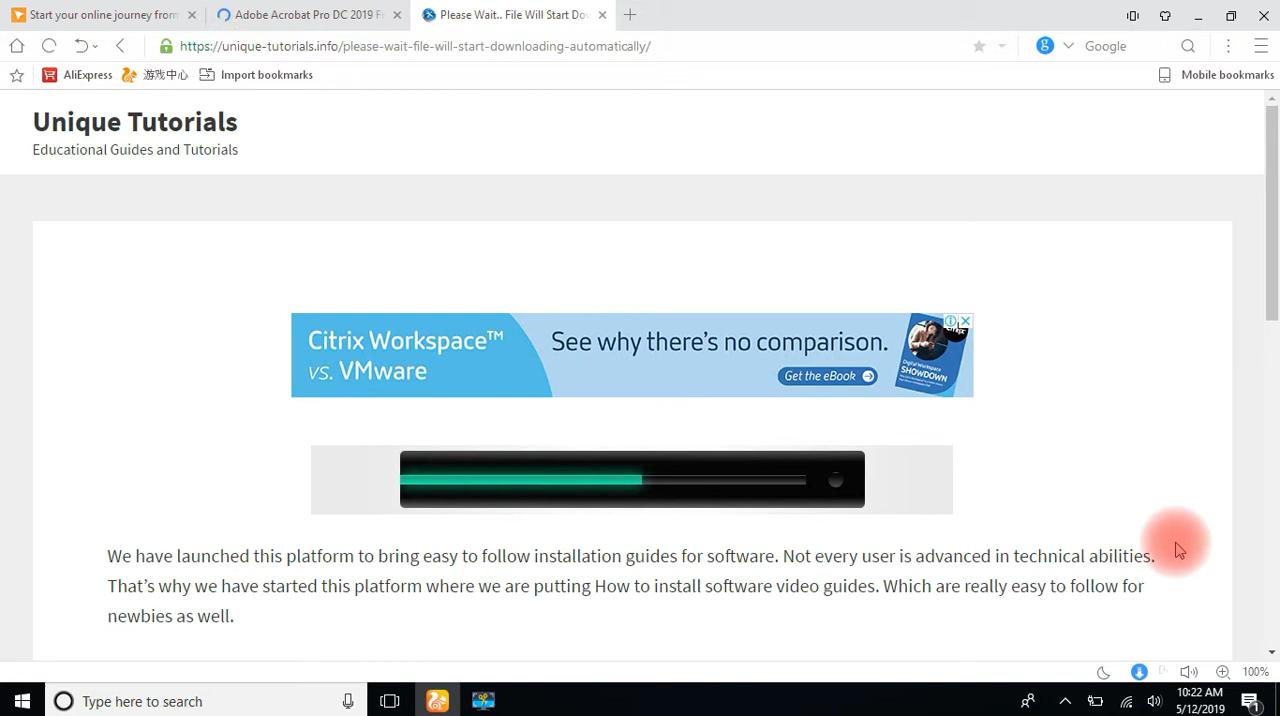 Start your online journey from
Adobe Acrobat Pro DC 2019 Fr
Please Wait.. File Will Start Dow
https://unique-tutorials.info/please-wait-file-will-start-downloading-automatically/
Google
AliExpress
游戏中心
Import bookmarks
Mobile bookmarks
Unique Tutorials
Educational Guides and Tutorials
Citrix Workspace™
vs. VMware
See why there's no comparison.
Get the eBook
Digital Workspace
SHOWDOWN
We have launched this platform to bring easy to follow installation guides for software. Not every user is advanced in technical abilities.
That's why we have started this platform where we are putting How to install software video guides. Which are really easy to follow for
newbies as well.
100%
Type here to search
10:22 AM
5/12/2019
1